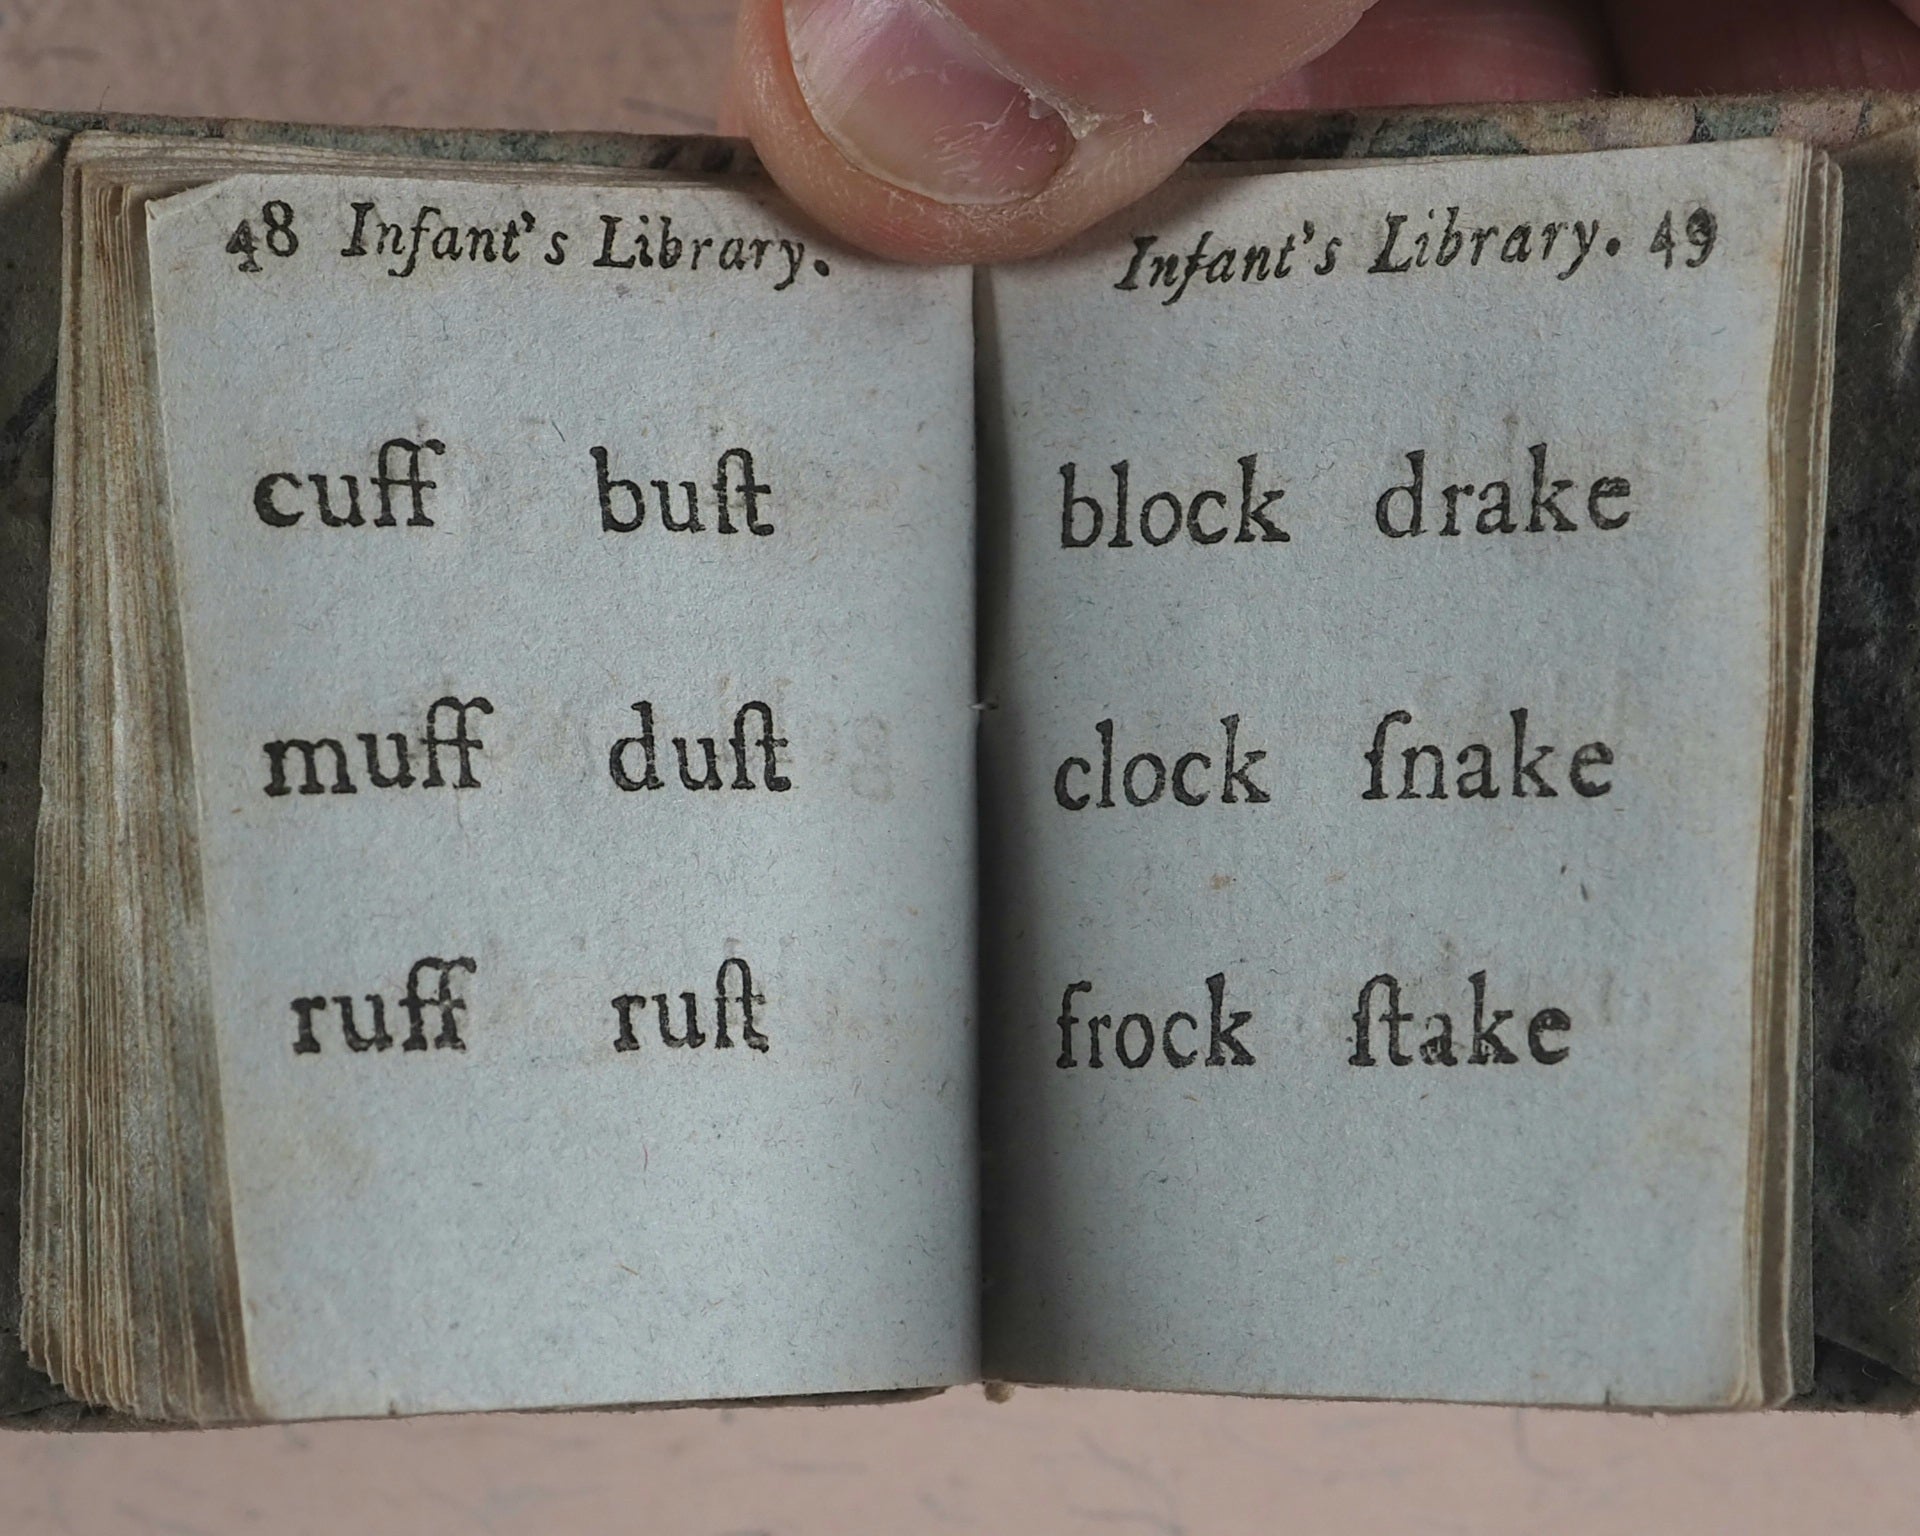 48 Infant's Library.
cuff buſt
muff duſt
ruff ruſt
Infant's Library. 49
block drake
clock ſnake
frock ſtake